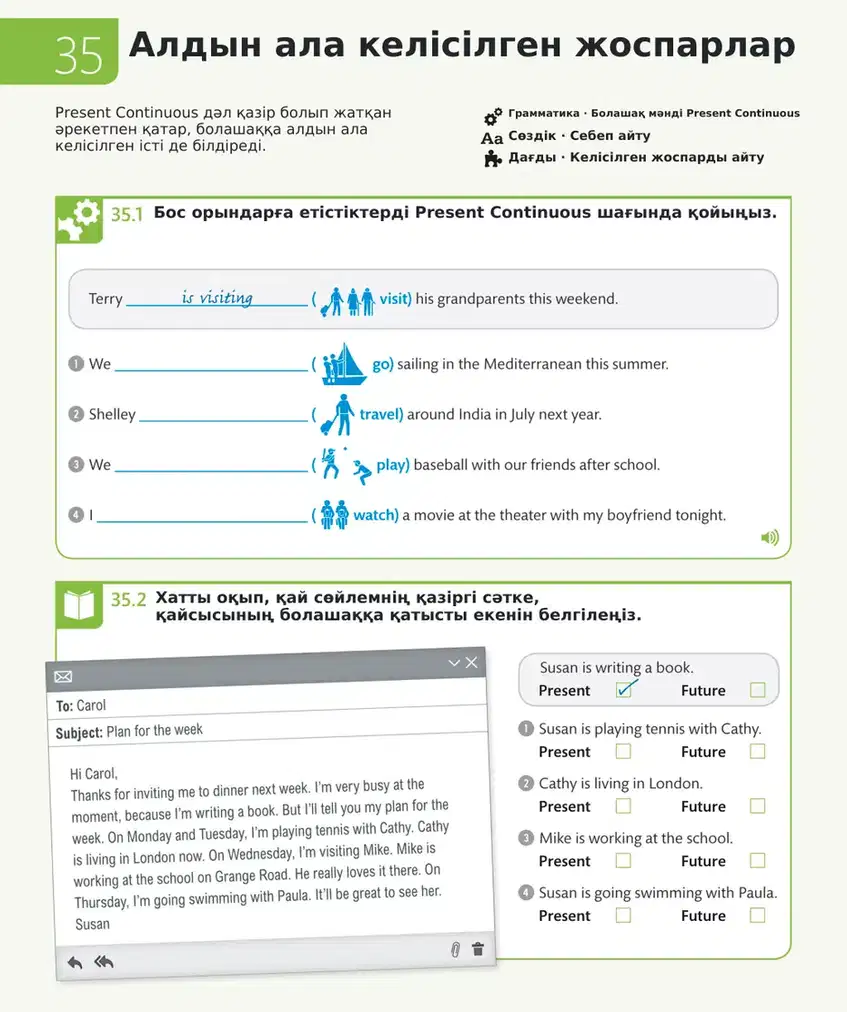 35
Алдын ала келісілген жоспарлар
Present Continuous дәл қазір болып жатқан
әрекетпен қатар, болашаққа алдын ала
келісілген істі де білдіреді.
Грамматика · Болашақ мәнді Present Continuous
Aa Сөздік · Себеп айту
Дағды · Келісілген жоспарды айту
35.1 Бос орындарға етістіктерді Present Continuous шағында қойыңыз.
Terry is visiting ( visit) his grandparents this weekend.
1 We ( go) sailing in the Mediterranean this summer.
2 Shelley ( travel) around India in July next year.
3 We ( play) baseball with our friends after school.
4 I ( watch) a movie at the theater with my boyfriend tonight.
35.2 Хатты оқып, қай сөйлемнің қазіргі сәтке,
қайсысының болашаққа қатысты екенін белгілеңіз.
To: Carol
Subject: Plan for the week
Hi Carol,
Thanks for inviting me to dinner next week. I'm very busy at the
moment, because I'm writing a book. But I'll tell you my plan for the
week. On Monday and Tuesday, I'm playing tennis with Cathy. Cathy
is living in London now. On Wednesday, I'm visiting Mike. Mike is
working at the school on Grange Road. He really loves it there. On
Thursday, I'm going swimming with Paula. It'll be great to see her.
Susan
Susan is writing a book.
Present Future
1 Susan is playing tennis with Cathy.
Present Future
2 Cathy is living in London.
Present Future
3 Mike is working at the school.
Present Future
4 Susan is going swimming with Paula.
Present Future